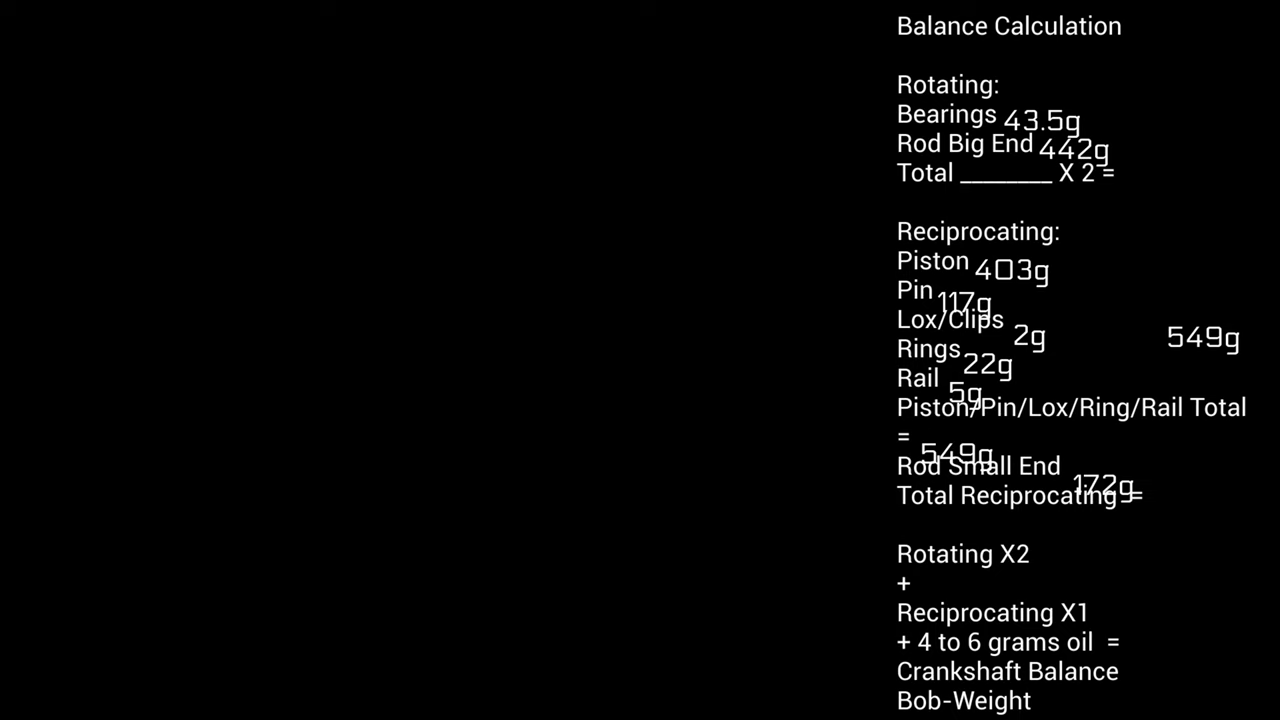 Balance Calculation
Rotating:
Bearings 43.5g
Rod Big End 442g
Total ________ X 2 =
Reciprocating:
Piston 403g
Pin 117g
Lox/Clips 2g 549g
Rings 22g
Rail 5g
Piston/Pin/Lox/Ring/Rail Total
= 549g
Rod Small End 172g
Total Reciprocating =
Rotating X2
+
Reciprocating X1
+ 4 to 6 grams oil =
Crankshaft Balance
Bob-Weight